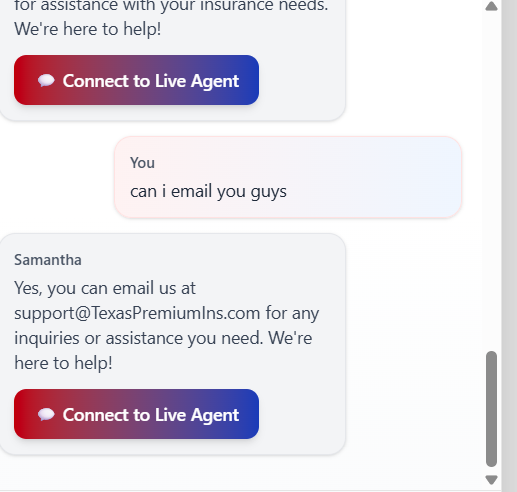 for assistance with your insurance needs.
We're here to help!
Connect to Live Agent
You
can i email you guys
Samantha
Yes, you can email us at
support@TexasPremiumIns.com for any
inquiries or assistance you need. We're
here to help!
Connect to Live Agent